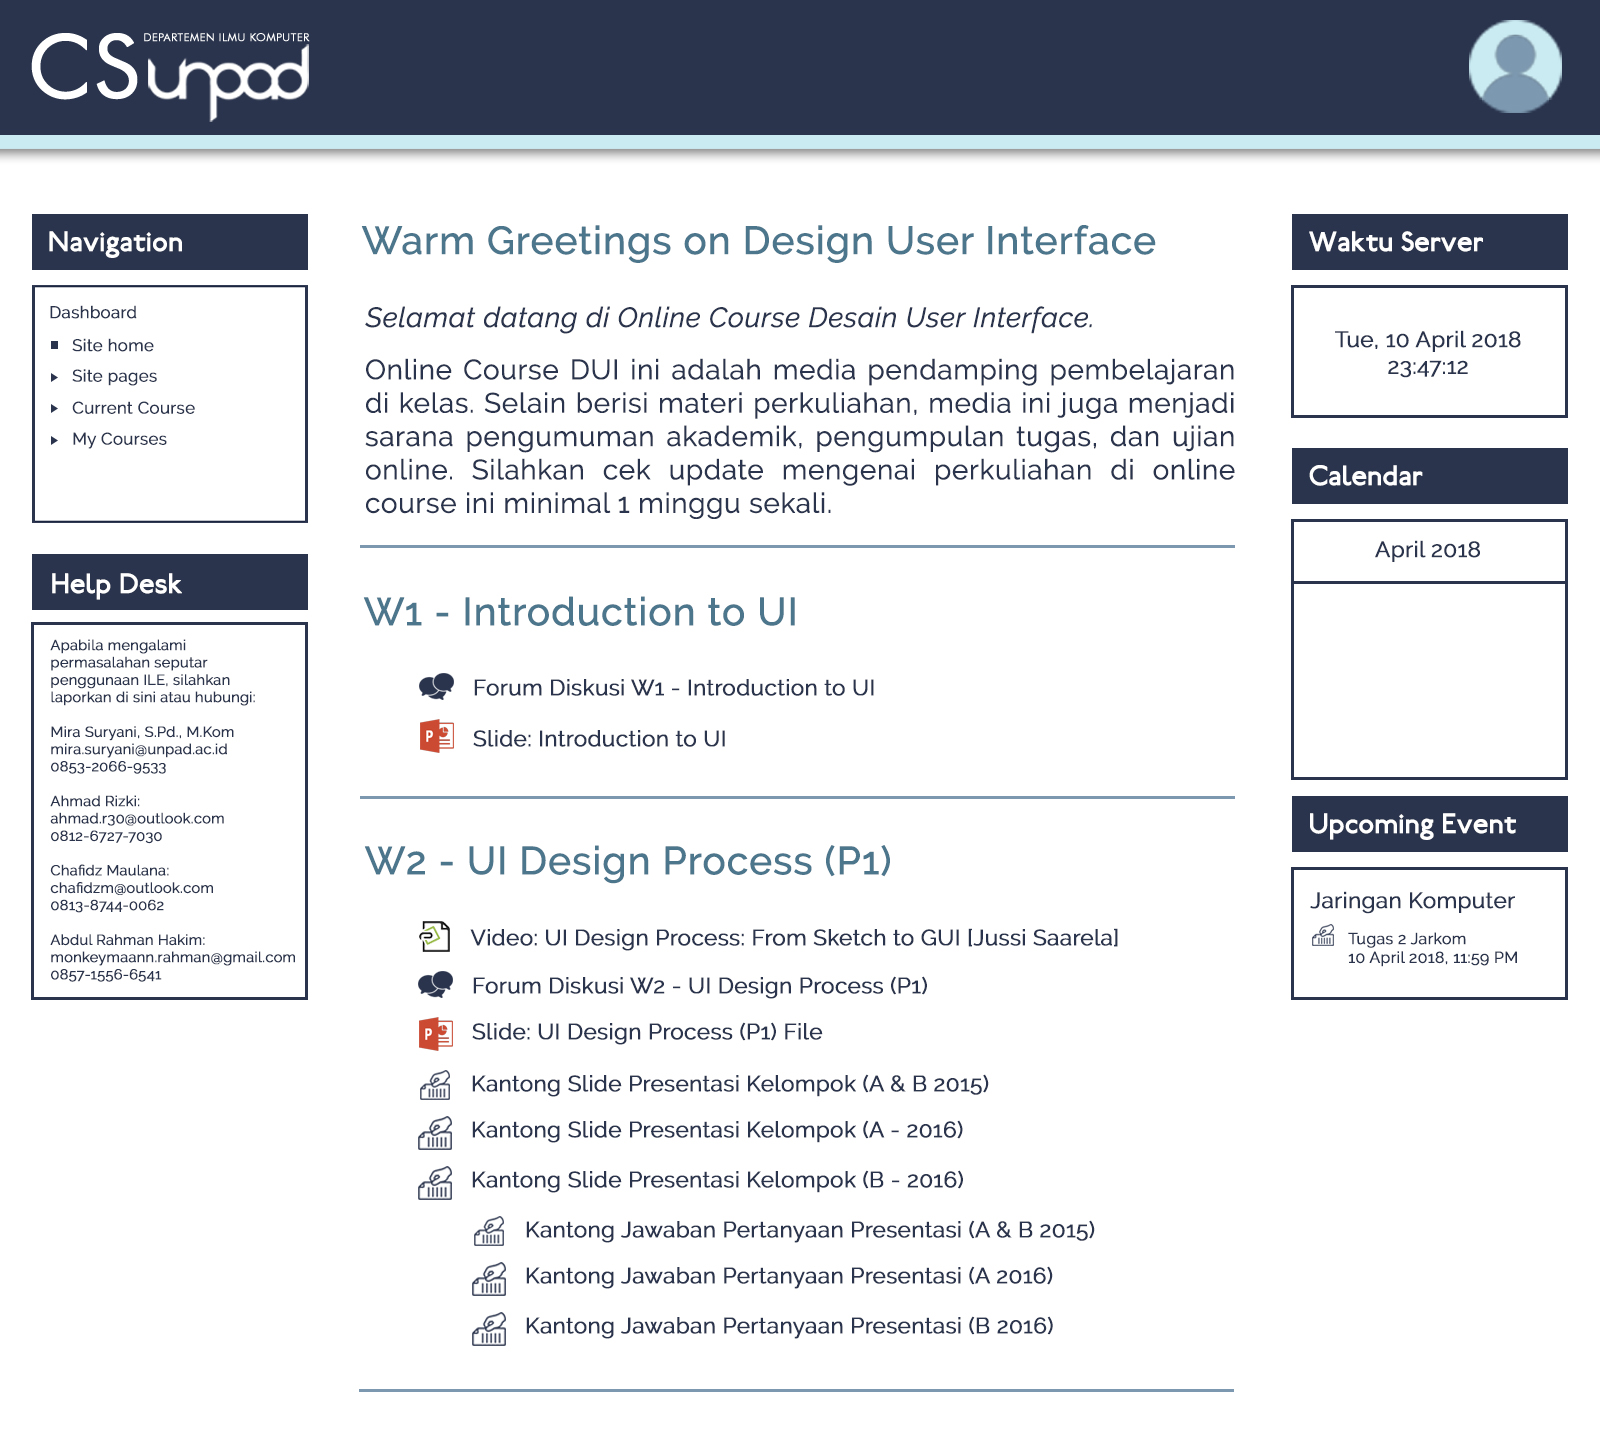 CS DEPARTEMEN ILMU KOMPUTER
unpad
Navigation
Dashboard
Site home
Site pages
Current Course
My Courses
Help Desk
Apabila mengalami
permasalahan seputar
penggunaan ILE, silahkan
laporkan di sini atau hubungi:
Mira Suryani, S.Pd., M.Kom
mira.suryani@unpad.ac.id
0853-2066-9533
Ahmad Rizki:
ahmad.r30@outlook.com
0812-6727-7030
Chafidz Maulana:
chafidzm@outlook.com
0813-8744-0062
Abdul Rahman Hakim:
monkeymaann.rahman@gmail.com
0857-1556-6541
Warm Greetings on Design User Interface
Selamat datang di Online Course Desain User Interface.
Online Course DUI ini adalah media pendamping pembelajaran
di kelas. Selain berisi materi perkuliahan, media ini juga menjadi
sarana pengumuman akademik, pengumpulan tugas, dan ujian
online. Silahkan cek update mengenai perkuliahan di online
course ini minimal 1 minggu sekali.
W1 - Introduction to UI
Forum Diskusi W1 - Introduction to UI
P
Slide: Introduction to UI
W2 - UI Design Process (P1)
Video: UI Design Process: From Sketch to GUI [Jussi Saarela]
Forum Diskusi W2 - UI Design Process (P1)
P
Slide: UI Design Process (P1) File
Kantong Slide Presentasi Kelompok (A & B 2015)
Kantong Slide Presentasi Kelompok (A - 2016)
Kantong Slide Presentasi Kelompok (B - 2016)
Kantong Jawaban Pertanyaan Presentasi (A & B 2015)
Kantong Jawaban Pertanyaan Presentasi (A 2016)
Kantong Jawaban Pertanyaan Presentasi (B 2016)
Waktu Server
Tue, 10 April 2018
23:47:12
Calendar
April 2018
Upcoming Event
Jaringan Komputer
Tugas 2 Jarkom
10 April 2018, 11:59 PM